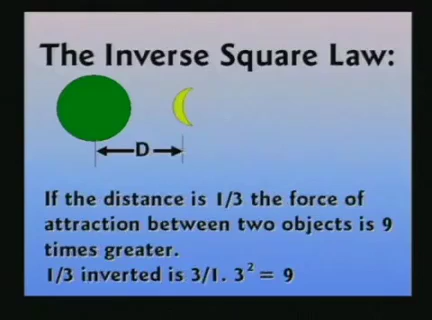 The Inverse Square Law:
D
If the distance is 1/3 the force of
attraction between two objects is 9
times greater.
1/3 inverted is 3/1. 3² = 9